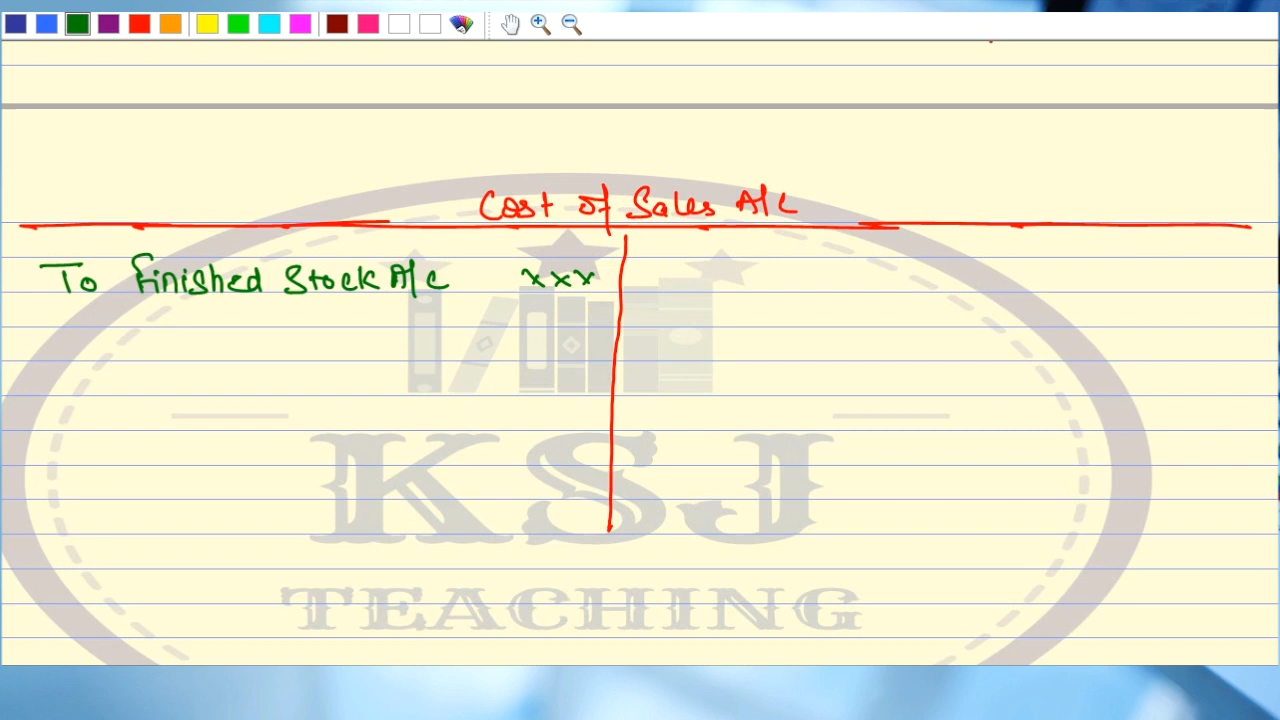 Cost of Sales A/c
To Finished Stock A/c xxx
KSJ
TEACHING